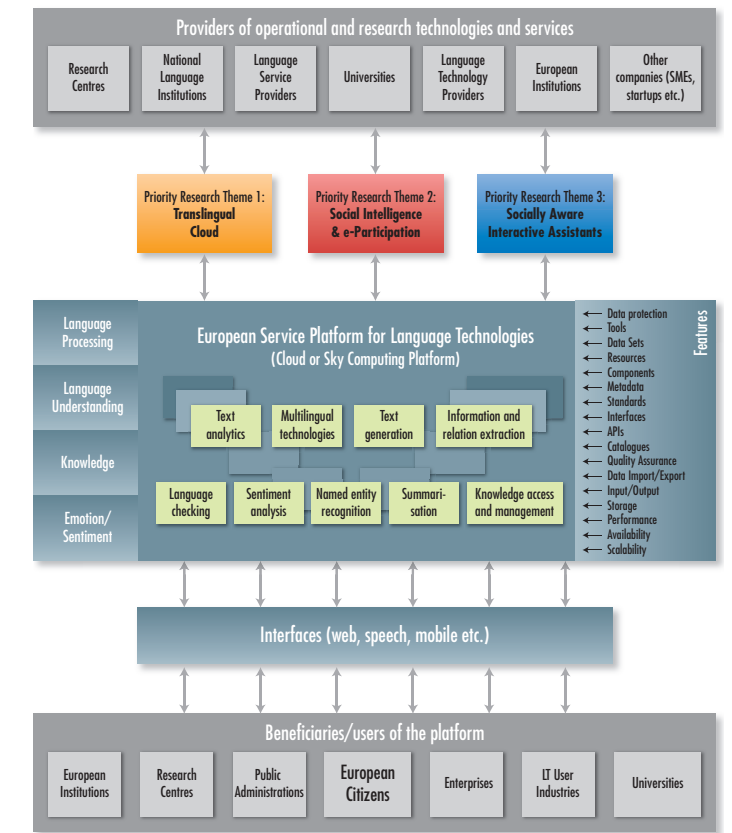 Providers of operational and research technologies and services
Research
Centres
National
Language
Institutions
Language
Service
Providers
Universities
Language
Technology
Providers
European
Institutions
Other
companies (SMEs,
startups etc.)
Priority Research Theme 1:
Translingual
Cloud
Priority Research Theme 2:
Social Intelligence
& e-Participation
Priority Research Theme 3:
Socially Aware
Interactive Assistants
Language
Processing
Language
Understanding
Knowledge
Emotion/
Sentiment
European Service Platform for Language Technologies
(Cloud or Sky Computing Platform)
Text
analytics
Multilingual
technologies
Text
generation
Information and
relation extraction
Language
checking
Sentiment
analysis
Named entity
recognition
Summari-
sation
Knowledge access
and management
Features
Data protection
Tools
Data Sets
Resources
Components
Metadata
Standards
Interfaces
APIs
Catalogues
Quality Assurance
Data Import/Export
Input/Output
Storage
Performance
Availability
Scalability
Interfaces (web, speech, mobile etc.)
Beneficiaries/users of the platform
European
Institutions
Research
Centres
Public
Administrations
European
Citizens
Enterprises
LT User
Industries
Universities